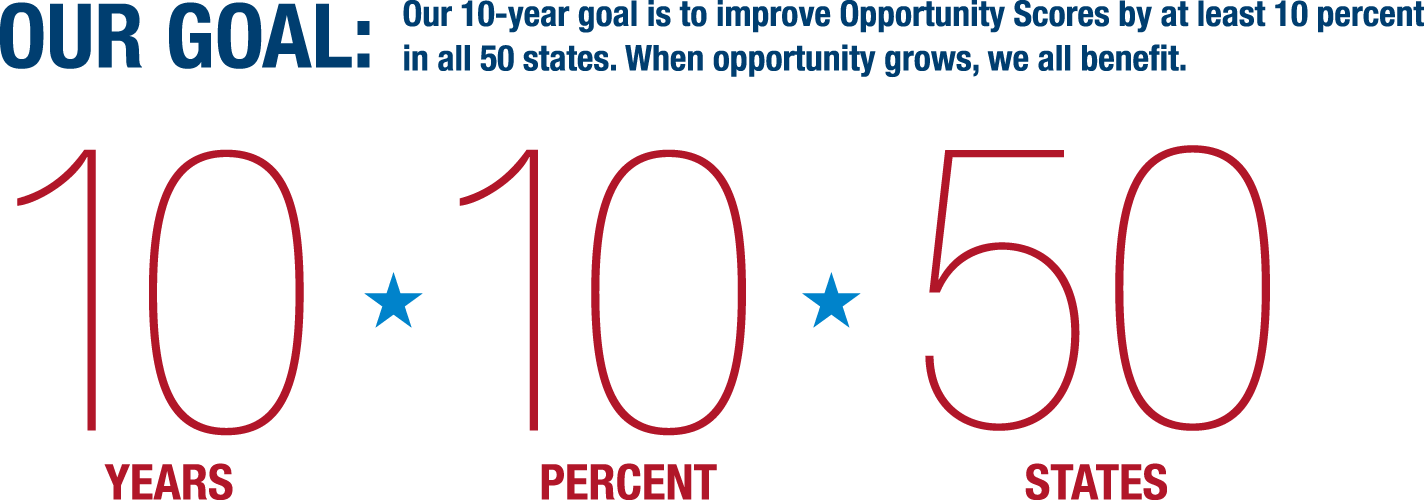 OUR GOAL:
Our 10-year goal is to improve Opportunity Scores by at least 10 percent
in all 50 states. When opportunity grows, we all benefit.
10 ★ 10 ★ 50
YEARS PERCENT STATES